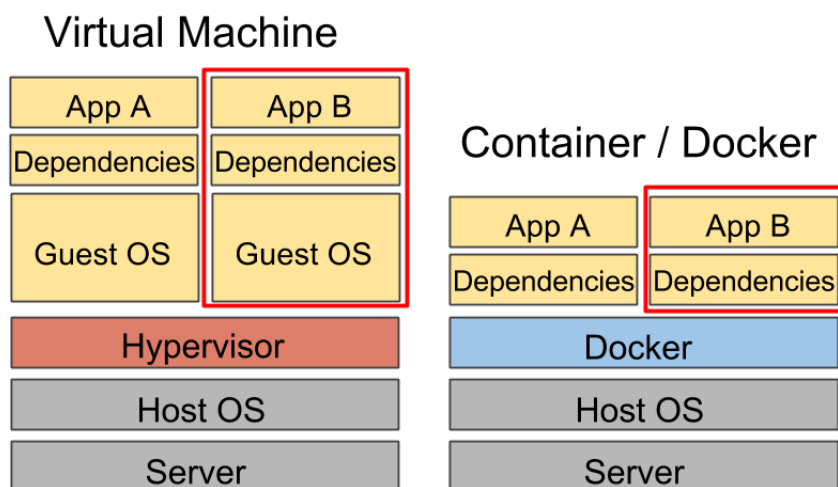 Virtual Machine
App A
App B
Dependencies
Dependencies
Guest OS
Guest OS
Hypervisor
Host OS
Server
Container / Docker
App A
App B
Dependencies
Dependencies
Docker
Host OS
Server